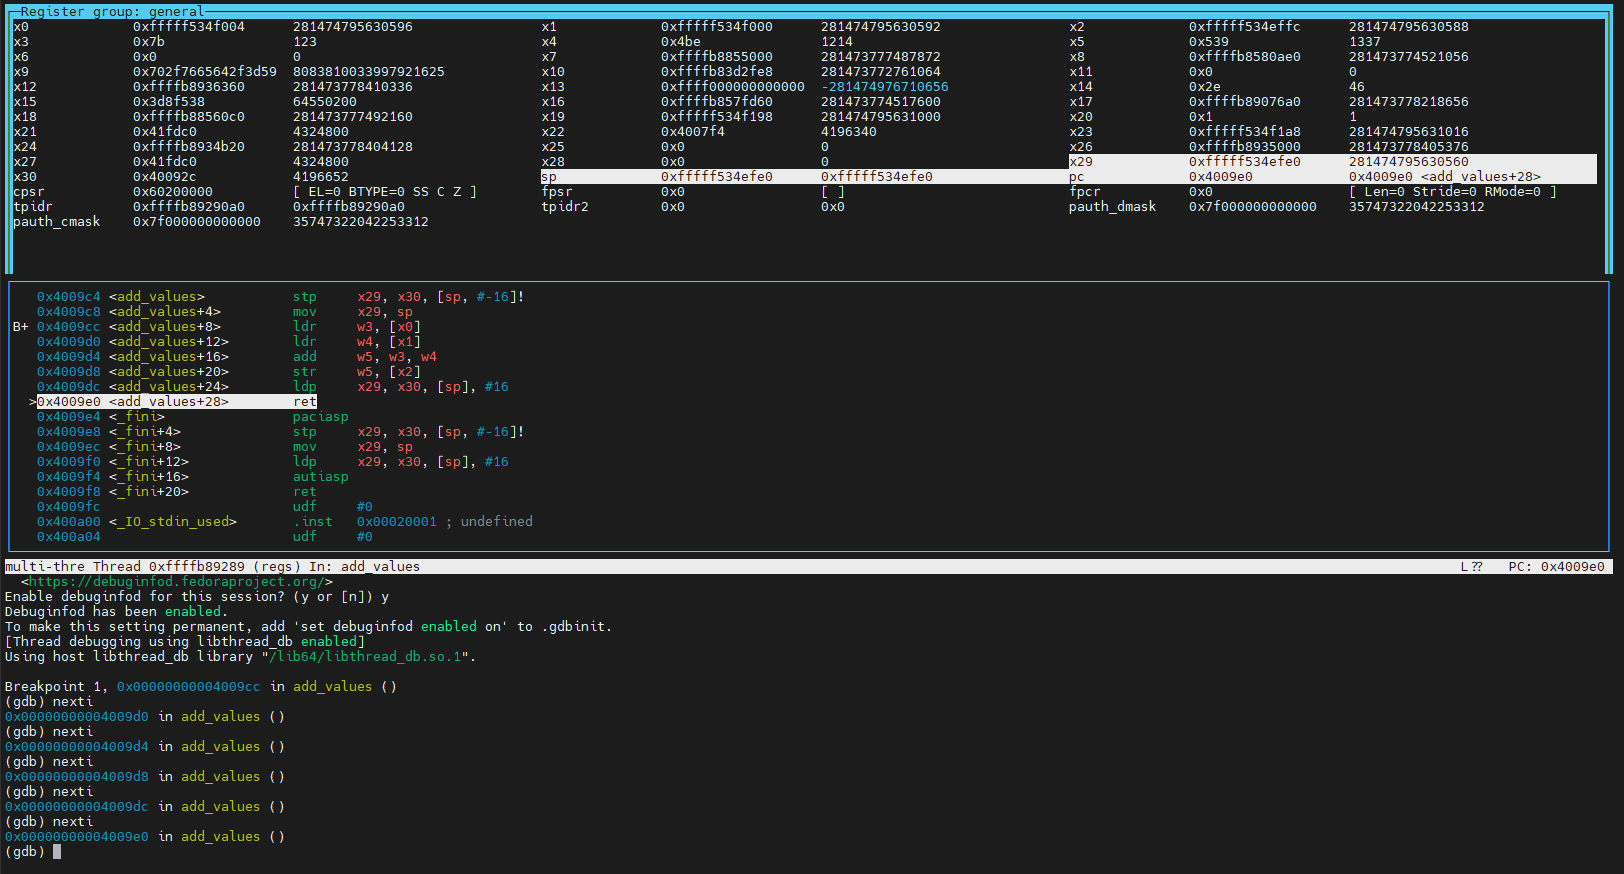 Register group: general
x0 0xfffff534f004 281474795630596 x1 0xfffff534f000 281474795630592 x2 0xfffff534effc 281474795630588
x3 0x7b 123 x4 0x4be 1214 x5 0x539 1337
x6 0x0 0 x7 0xffffb8855000 281473777487872 x8 0xffffb8580ae0 281473774521056
x9 0x702f7665642f3d59 8083810033997921625 x10 0xffffb83d2fe8 281473772761064 x11 0x0 0
x12 0xffffb8936360 281473778410336 x13 0xffff000000000000 -281474976710656 x14 0x2e 46
x15 0x3d8f538 64550200 x16 0xffffb857fd60 281473774517600 x17 0xffffb89076a0 281473778218656
x18 0xffffb88560c0 281473777492160 x19 0xfffff534f198 281474795631000 x20 0x1 1
x21 0x41fdc0 4324800 x22 0x4007f4 4196340 x23 0xfffff534f1a8 281474795631016
x24 0xffffb8934b20 281473778404128 x25 0x0 0 x26 0xffffb8935000 281473778405376
x27 0x41fdc0 4324800 x28 0x0 0 x29 0xfffff534efe0 281474795630560
x30 0x40092c 4196652 sp 0xfffff534efe0 0xfffff534efe0 pc 0x4009e0 0x4009e0 <add_values+28>
cpsr 0x60200000 [ EL=0 BTYPE=0 SS C Z ] fpsr 0x0 [ ] fpcr 0x0 [ Len=0 Stride=0 RMode=0 ]
tpidr 0xffffb89290a0 0xffffb89290a0 tpidr2 0x0 0x0 pauth_dmask 0x7f000000000000 35747322042253312
pauth_cmask 0x7f000000000000 35747322042253312
0x4009c4 <add_values> stp x29, x30, [sp, #-16]!
0x4009c8 <add_values+4> mov x29, sp
B+ 0x4009cc <add_values+8> ldr w3, [x0]
0x4009d0 <add_values+12> ldr w4, [x1]
0x4009d4 <add_values+16> add w5, w3, w4
0x4009d8 <add_values+20> str w5, [x2]
0x4009dc <add_values+24> ldp x29, x30, [sp], #16
>0x4009e0 <add_values+28> ret
0x4009e4 <_fini> paciasp
0x4009e8 <_fini+4> stp x29, x30, [sp, #-16]!
0x4009ec <_fini+8> mov x29, sp
0x4009f0 <_fini+12> ldp x29, x30, [sp], #16
0x4009f4 <_fini+16> autiasp
0x4009f8 <_fini+20> ret
0x4009fc udf #0
0x400a00 <_IO_stdin_used> .inst 0x00020001 ; undefined
0x400a04 udf #0
multi-thre Thread 0xffffb89289 (regs) In: add_values L?? PC: 0x4009e0
<https://debuginfod.fedoraproject.org/>
Enable debuginfod for this session? (y or [n]) y
Debuginfod has been enabled.
To make this setting permanent, add 'set debuginfod enabled on' to .gdbinit.
[Thread debugging using libthread_db enabled]
Using host libthread_db library "/lib64/libthread_db.so.1".
Breakpoint 1, 0x00000000004009cc in add_values ()
(gdb) nexti
0x00000000004009d0 in add_values ()
(gdb) nexti
0x00000000004009d4 in add_values ()
(gdb) nexti
0x00000000004009d8 in add_values ()
(gdb) nexti
0x00000000004009dc in add_values ()
(gdb) nexti
0x00000000004009e0 in add_values ()
(gdb)